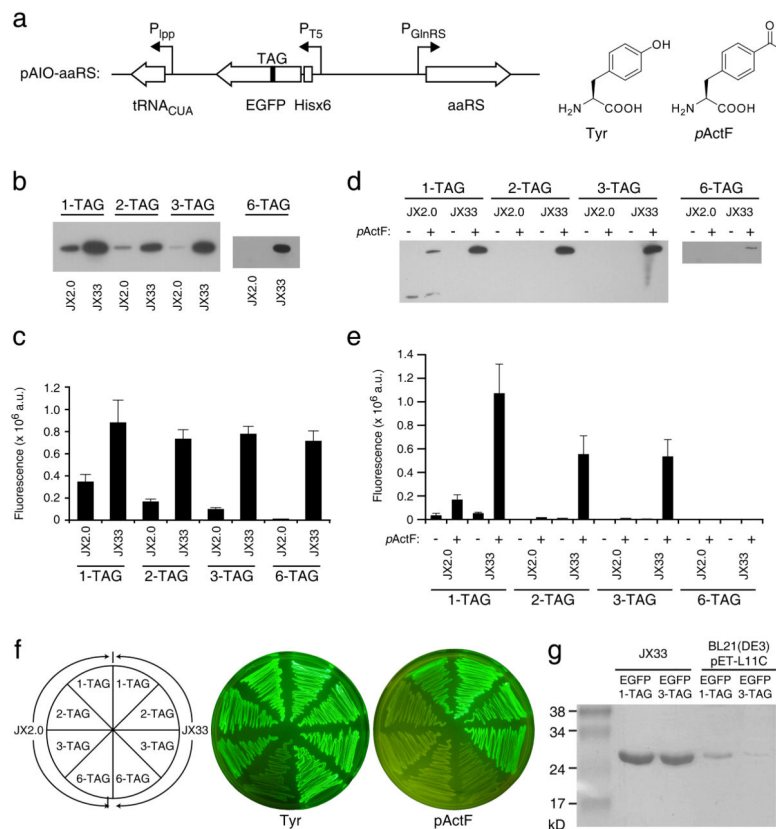 a
P_lpp P_T5 P_GlnRS
TAG
pAIO-aaRS:
tRNA_CUA EGFP Hisx6 aaRS
OH
O
H₂N COOH H₂N COOH
Tyr pActF
b
1-TAG 2-TAG 3-TAG 6-TAG
JX2.0 JX33 JX2.0 JX33 JX2.0 JX33 JX2.0 JX33
d
1-TAG 2-TAG 3-TAG 6-TAG
JX2.0 JX33 JX2.0 JX33 JX2.0 JX33 JX2.0 JX33
pActF: - + - + - + - + - + - + - + - +
c
Fluorescence (x 10⁶ a.u.)
1.2
1.0
0.8
0.6
0.4
0.2
0
JX2.0 JX33 JX2.0 JX33 JX2.0 JX33 JX2.0 JX33
1-TAG 2-TAG 3-TAG 6-TAG
e
Fluorescence (x 10⁶ a.u.)
1.4
1.2
1.0
0.8
0.6
0.4
0.2
0
pActF: - + - + - + - + - + - + - + - +
JX2.0 JX33 JX2.0 JX33 JX2.0 JX33 JX2.0 JX33
1-TAG 2-TAG 3-TAG 6-TAG
f
1-TAG 1-TAG
2-TAG 2-TAG
JX2.0 JX33
3-TAG 3-TAG
6-TAG 6-TAG
Tyr pActF
g
JX33 BL21(DE3)
pET-L11C
EGFP EGFP EGFP EGFP
1-TAG 3-TAG 1-TAG 3-TAG
38
34
24
17
kD